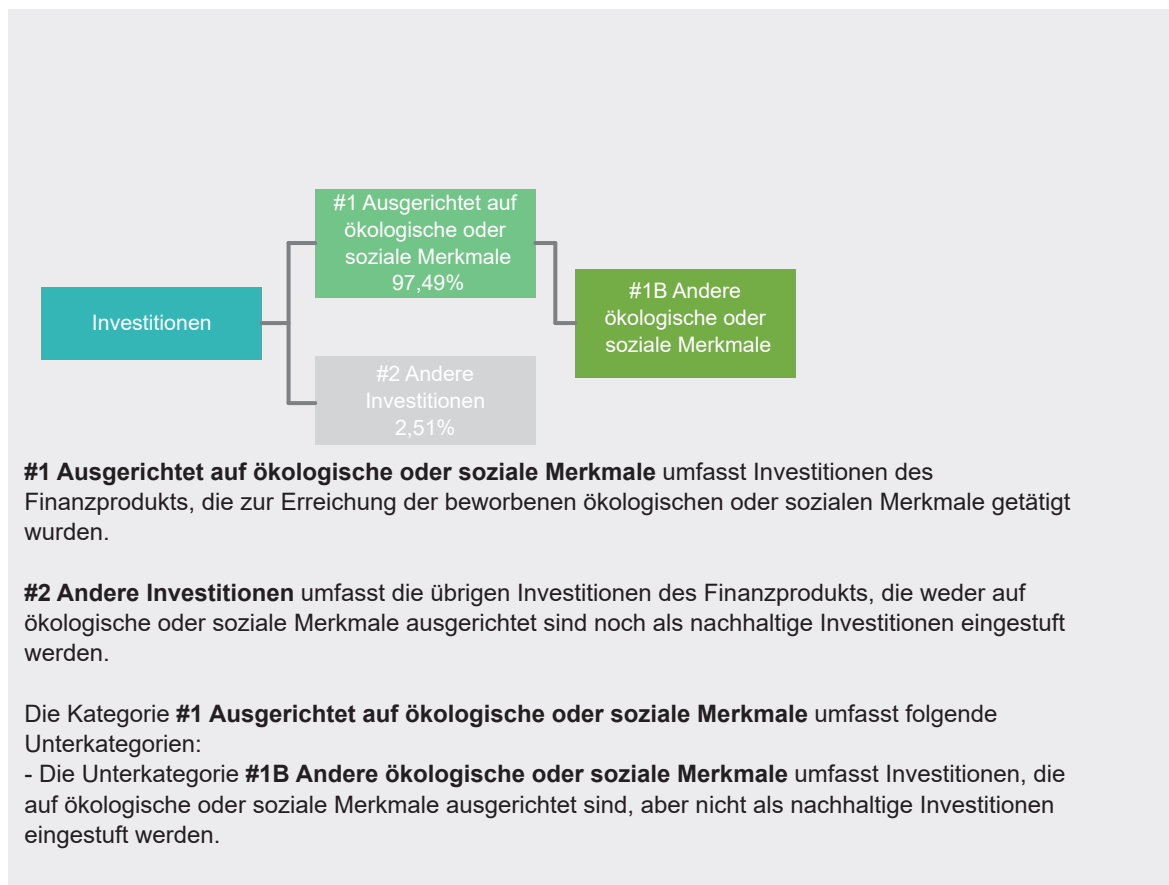 #1 Ausgerichtet auf
ökologische oder
soziale Merkmale
97,49%
Investitionen
#1B Andere
ökologische oder
soziale Merkmale
#2 Andere
Investitionen
2,51%
#1 Ausgerichtet auf ökologische oder soziale Merkmale umfasst Investitionen des
Finanzprodukts, die zur Erreichung der beworbenen ökologischen oder sozialen Merkmale getätigt
wurden.
#2 Andere Investitionen umfasst die übrigen Investitionen des Finanzprodukts, die weder auf
ökologische oder soziale Merkmale ausgerichtet sind noch als nachhaltige Investitionen eingestuft
werden.
Die Kategorie #1 Ausgerichtet auf ökologische oder soziale Merkmale umfasst folgende
Unterkategorien:
- Die Unterkategorie #1B Andere ökologische oder soziale Merkmale umfasst Investitionen, die
auf ökologische oder soziale Merkmale ausgerichtet sind, aber nicht als nachhaltige Investitionen
eingestuft werden.